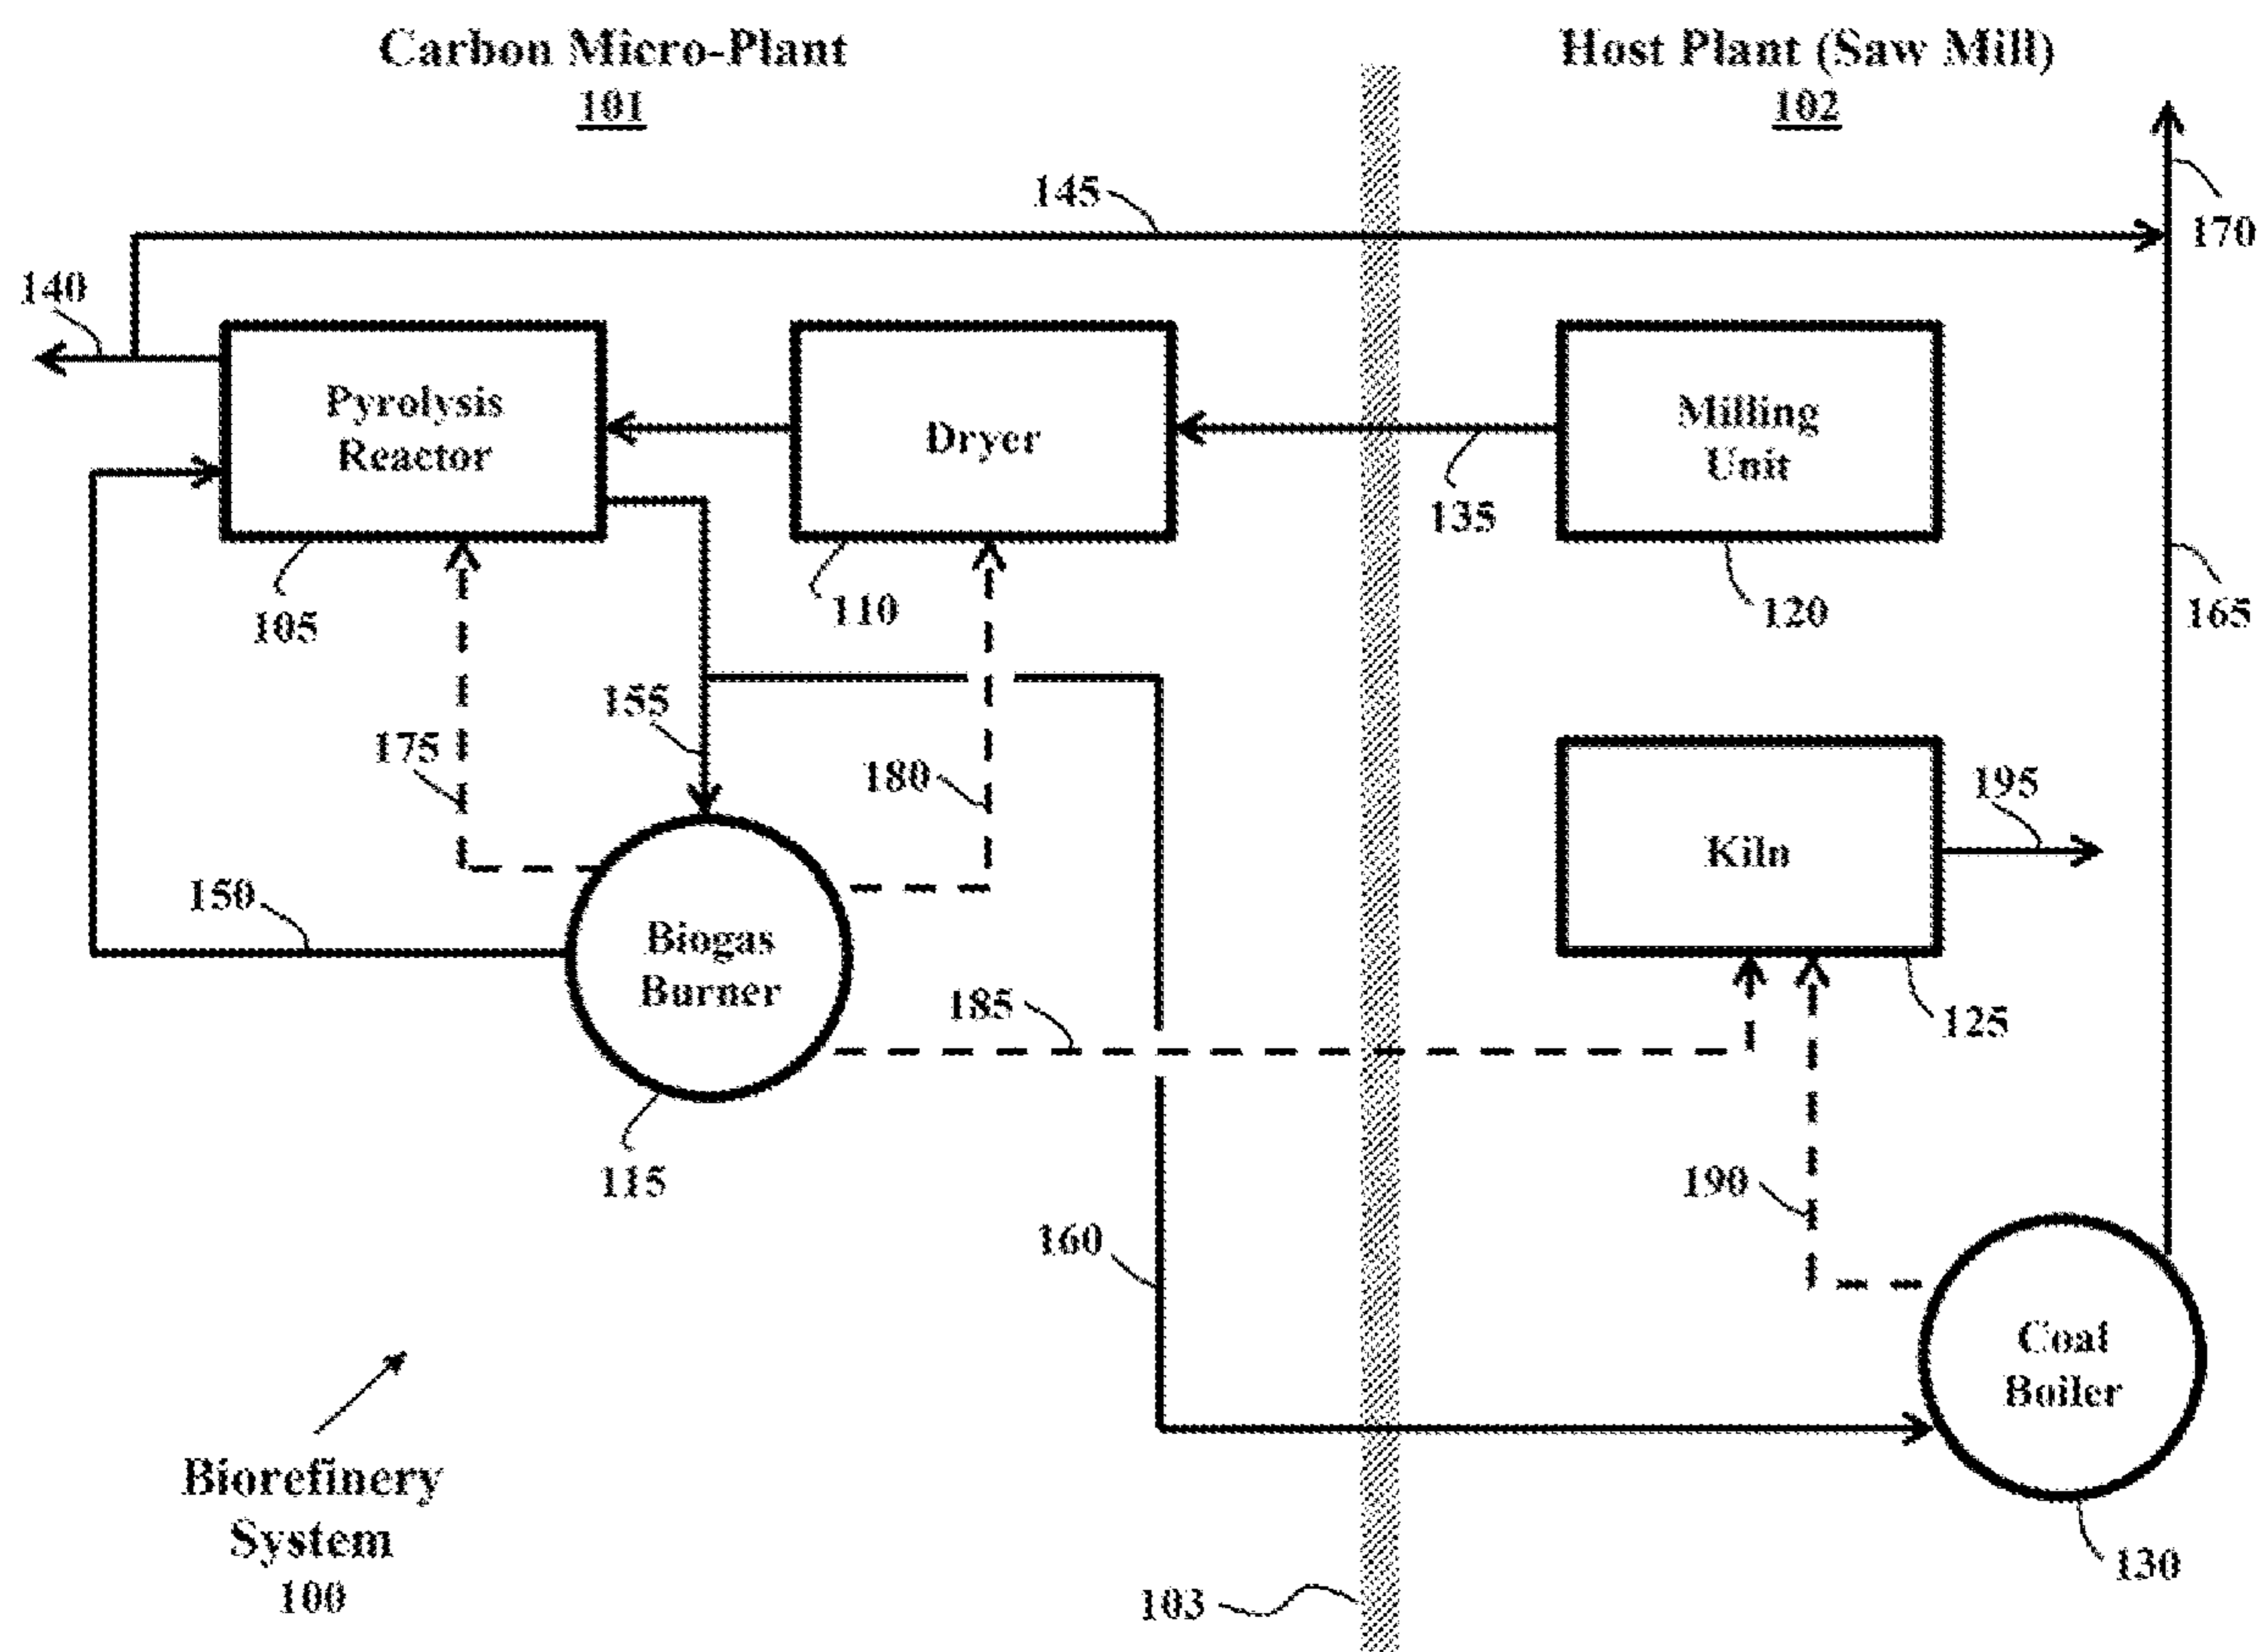 Carbon Micro-Plant
101
Host Plant (Saw Mill)
102
145
170
140
Pyrolysis
Reactor
Dryer
Milling
Unit
135
105
110
120
165
155
175
180
195
Kiln
150
Biogas
Burner
185
125
115
190
160
Coal
Boiler
Biorefinery
System
100
103
130